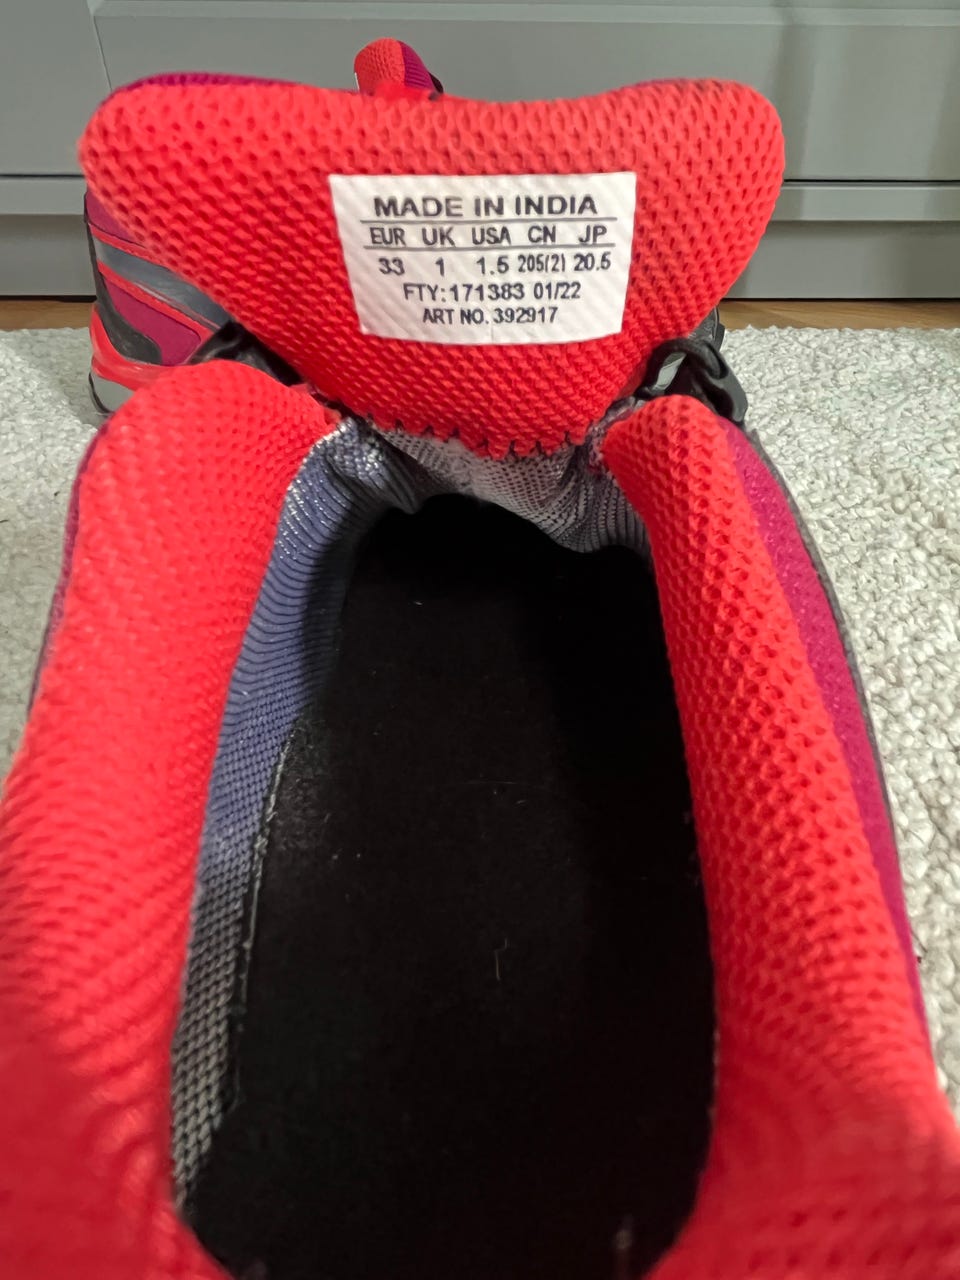 MADE IN INDIA
EUR UK USA CN JP
33 1 1.5 205(2) 20.5
FTY: 171383 01/22
ART NO. 392917